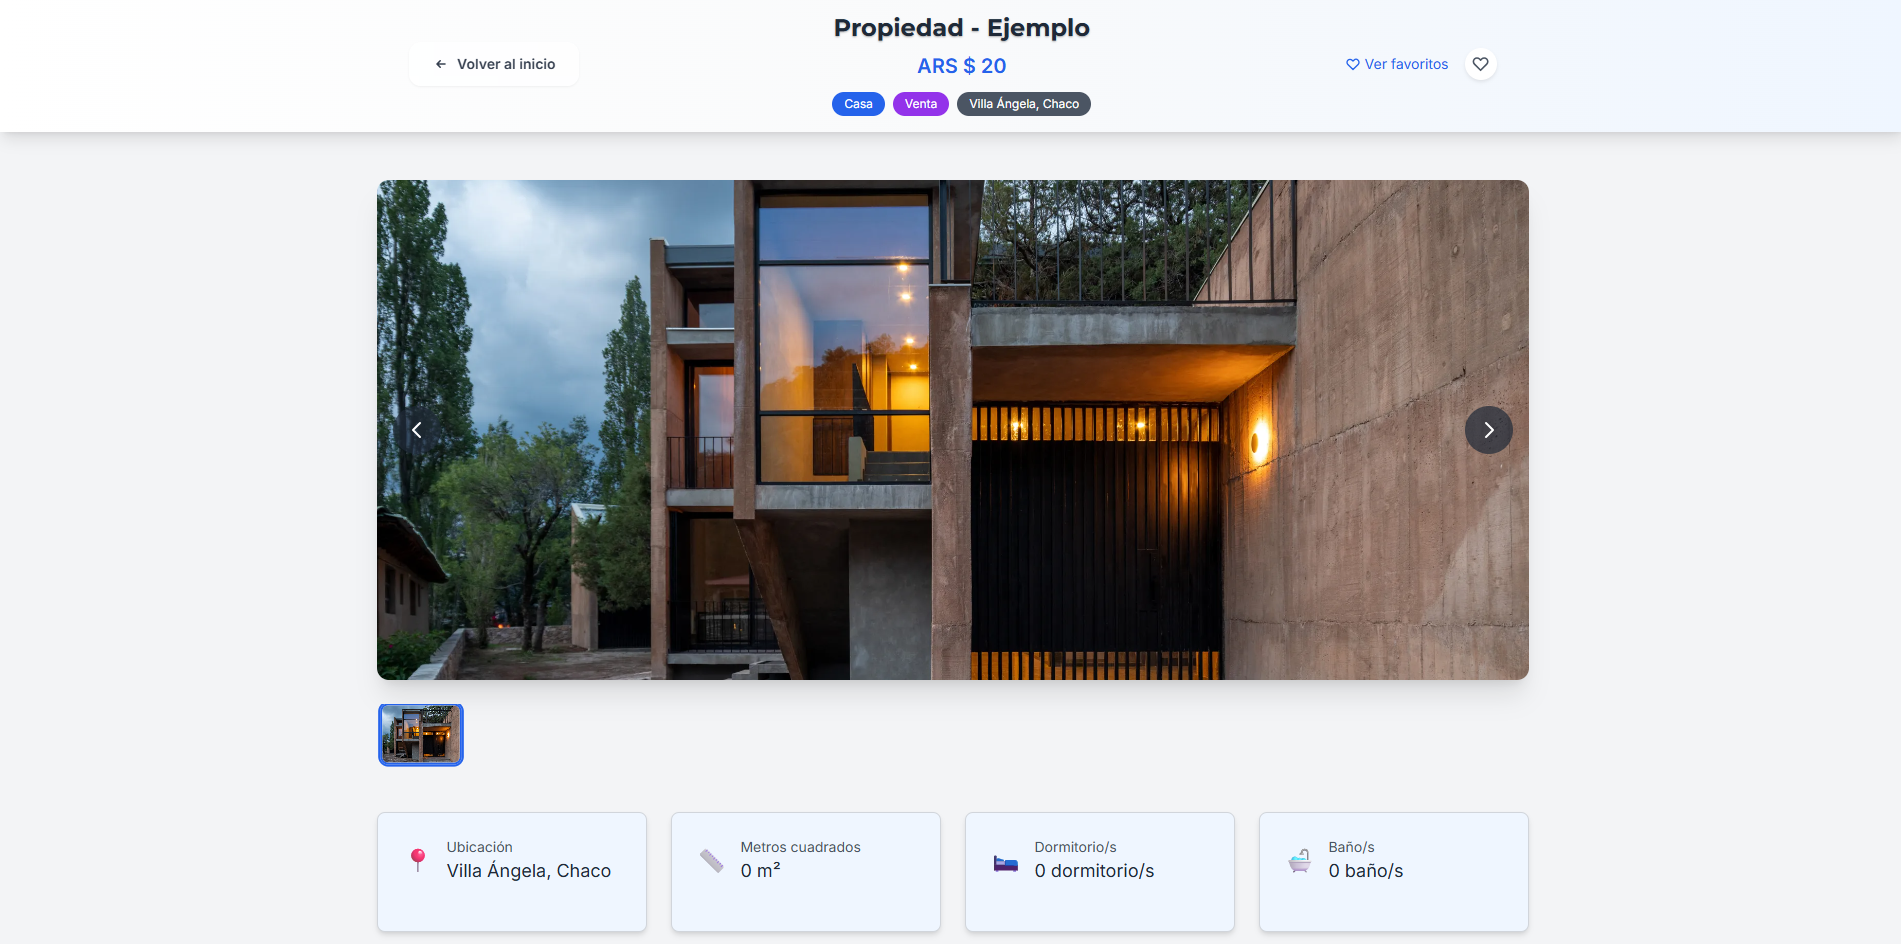 Propiedad - Ejemplo
Volver al inicio
ARS $ 20
Ver favoritos
Casa
Venta
Villa Ángela, Chaco
Ubicación
Villa Ángela, Chaco
Metros cuadrados
0 m²
Dormitorio/s
0 dormitorio/s
Baño/s
0 baño/s